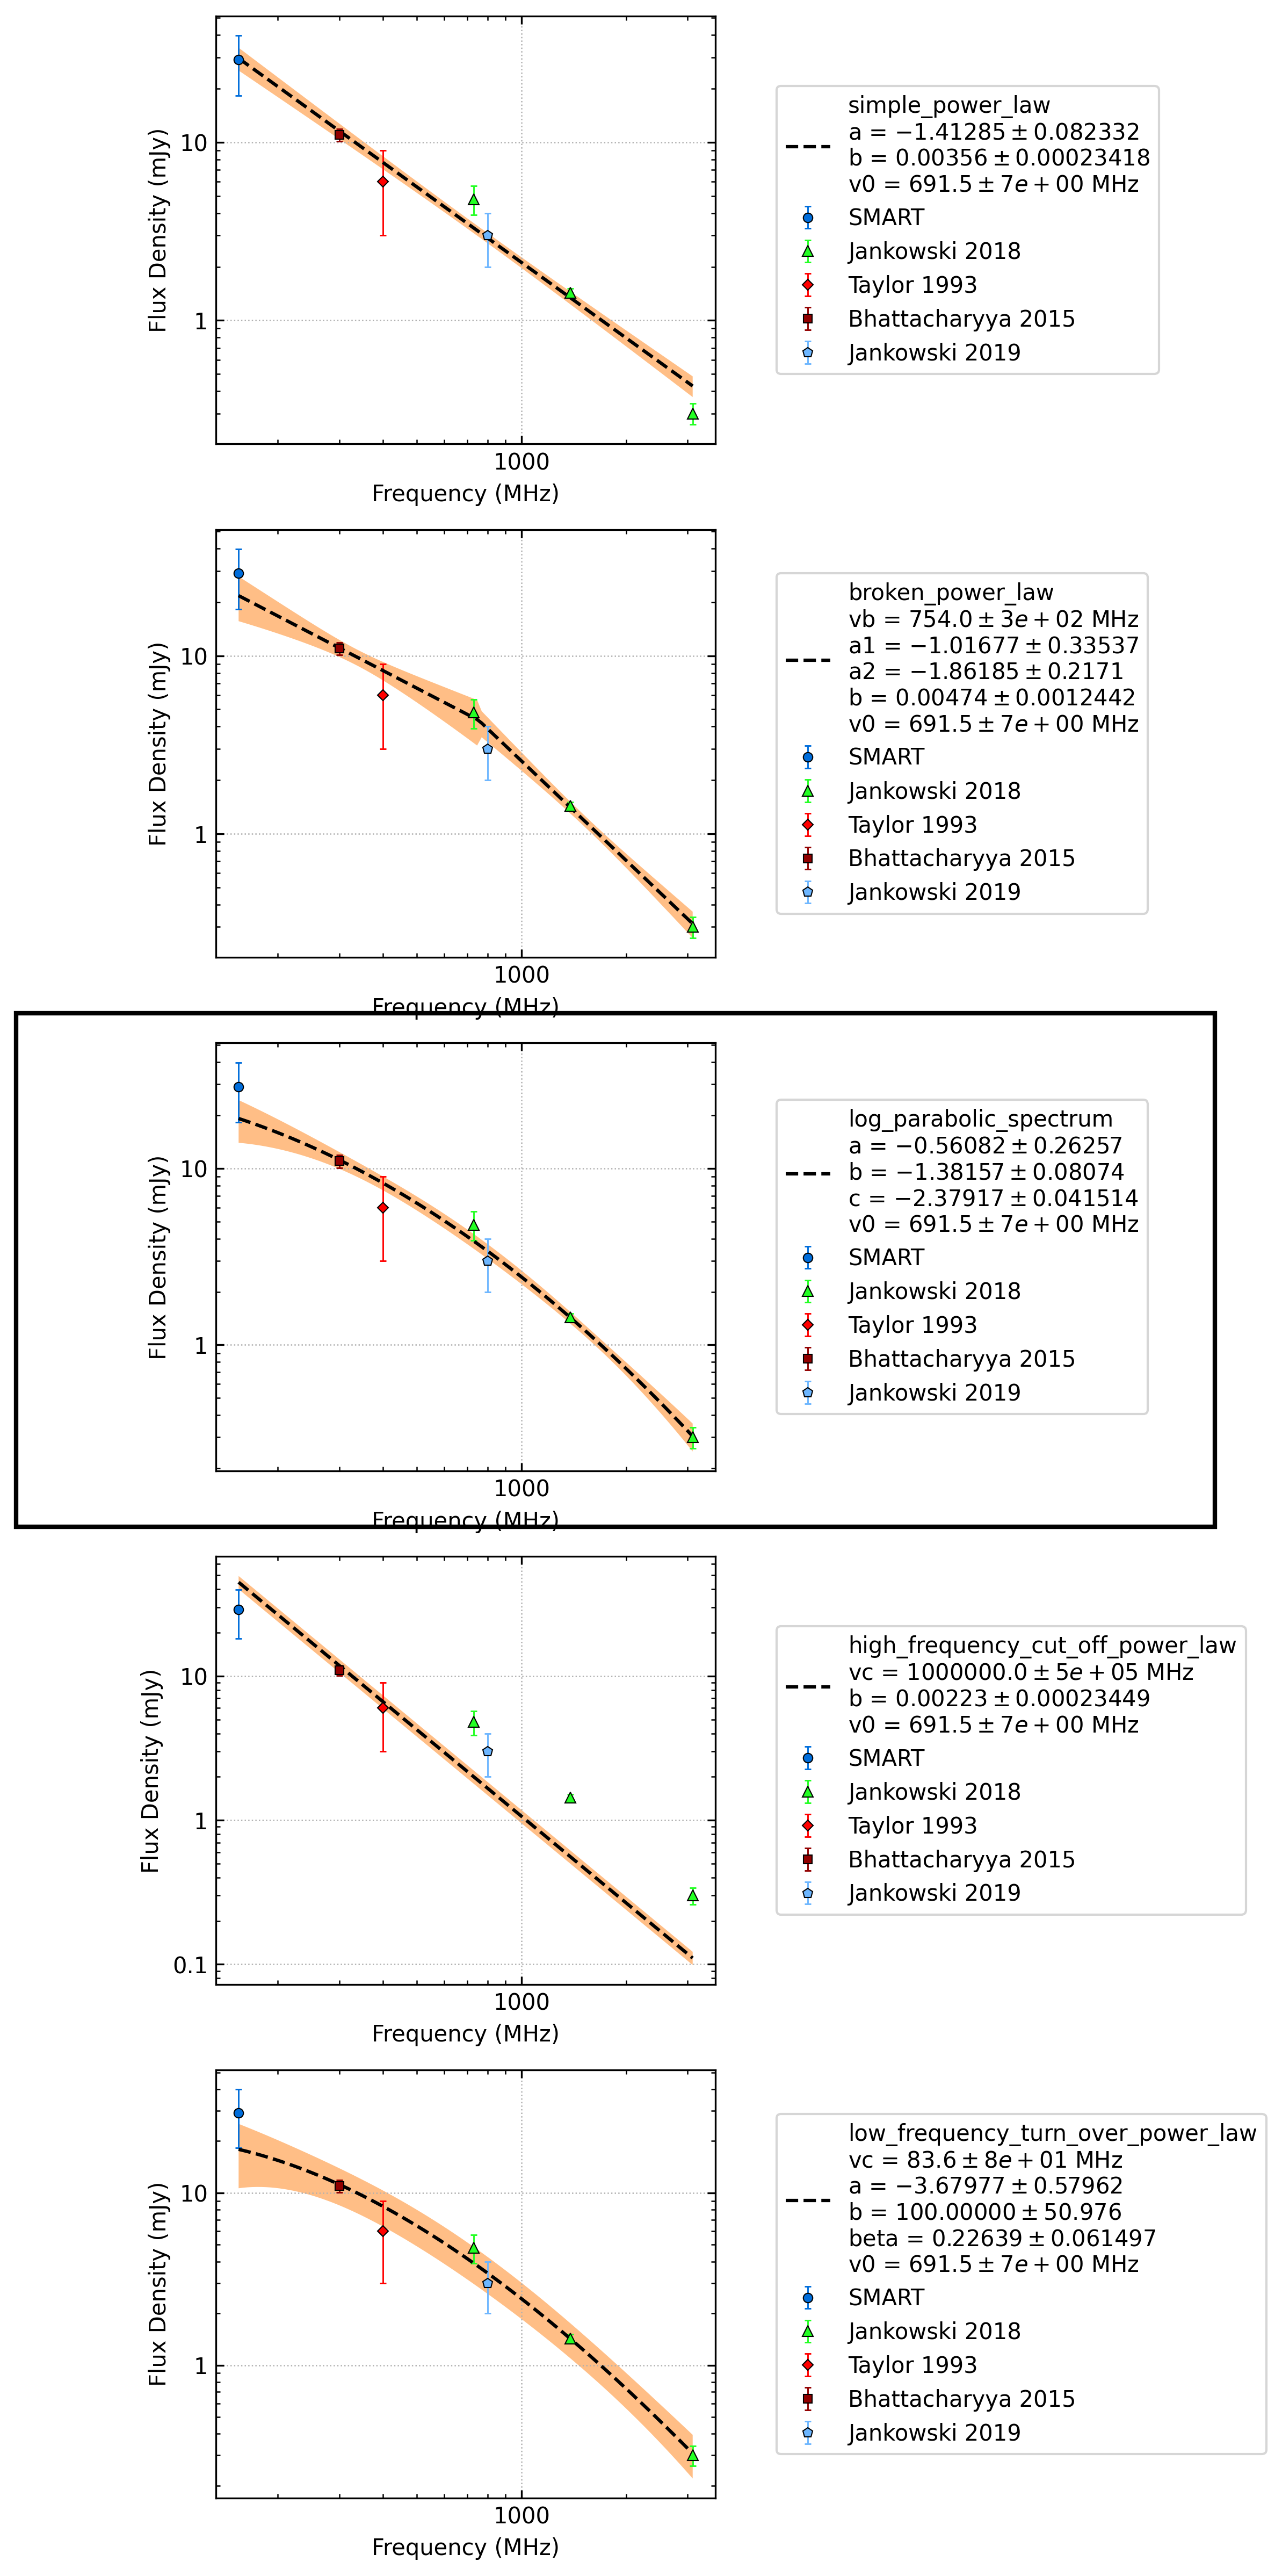 10
1
Flux Density (mJy)
1000
Frequency (MHz)
simple_power_law
a = −1.41285 ± 0.082332
b = 0.00356 ± 0.00023418
v0 = 691.5 ± 7e + 00 MHz
SMART
Jankowski 2018
Taylor 1993
Bhattacharyya 2015
Jankowski 2019
10
1
Flux Density (mJy)
1000
Frequency (MHz)
broken_power_law
vb = 754.0 ± 3e + 02 MHz
a1 = −1.01677 ± 0.33537
a2 = −1.86185 ± 0.2171
b = 0.00474 ± 0.0012442
v0 = 691.5 ± 7e + 00 MHz
SMART
Jankowski 2018
Taylor 1993
Bhattacharyya 2015
Jankowski 2019
10
1
Flux Density (mJy)
1000
Frequency (MHz)
log_parabolic_spectrum
a = −0.56082 ± 0.26257
b = −1.38157 ± 0.08074
c = −2.37917 ± 0.041514
v0 = 691.5 ± 7e + 00 MHz
SMART
Jankowski 2018
Taylor 1993
Bhattacharyya 2015
Jankowski 2019
10
1
0.1
Flux Density (mJy)
1000
Frequency (MHz)
high_frequency_cut_off_power_law
vc = 1000000.0 ± 5e + 05 MHz
b = 0.00223 ± 0.00023449
v0 = 691.5 ± 7e + 00 MHz
SMART
Jankowski 2018
Taylor 1993
Bhattacharyya 2015
Jankowski 2019
10
1
Flux Density (mJy)
1000
Frequency (MHz)
low_frequency_turn_over_power_law
vc = 83.6 ± 8e + 01 MHz
a = −3.67977 ± 0.57962
b = 100.00000 ± 50.976
beta = 0.22639 ± 0.061497
v0 = 691.5 ± 7e + 00 MHz
SMART
Jankowski 2018
Taylor 1993
Bhattacharyya 2015
Jankowski 2019